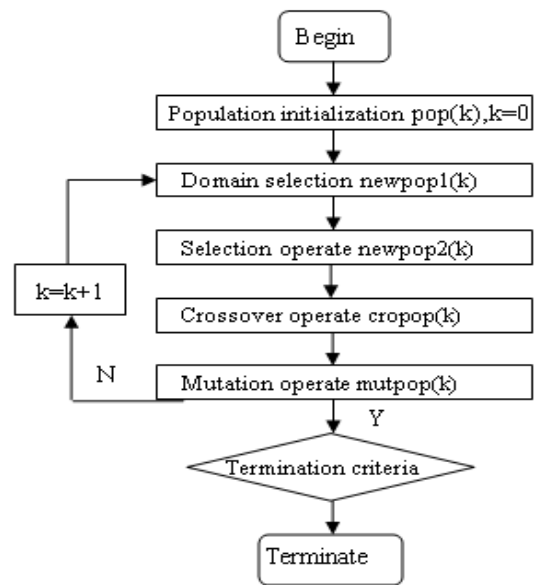 Begin
Population initialization pop(k),k=0
Domain selection newpop1(k)
Selection operate newpop2(k)
k=k+1
Crossover operate cropop(k)
N
Mutation operate mutpop(k)
Y
Termination criteria
Terminate